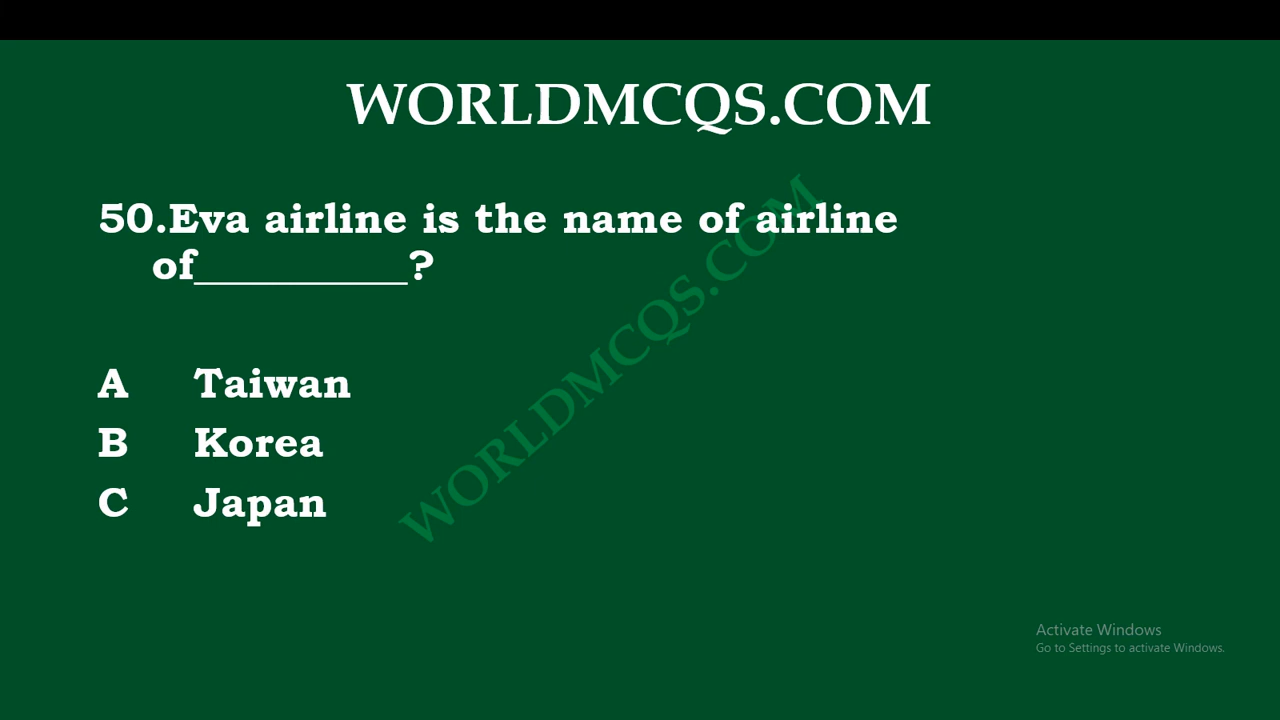 WORLDMCQS.COM
50.Eva airline is the name of airline
of__________?
A Taiwan
B Korea
C Japan
WORLDMCQS.COM
Activate Windows
Go to Settings to activate Windows.